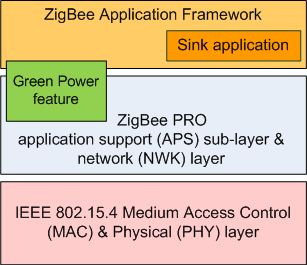 ZigBee Application Framework
Sink application
Green Power
feature
ZigBee PRO
application support (APS) sub-layer &
network (NWK) layer
IEEE 802.15.4 Medium Access Control
(MAC) & Physical (PHY) layer